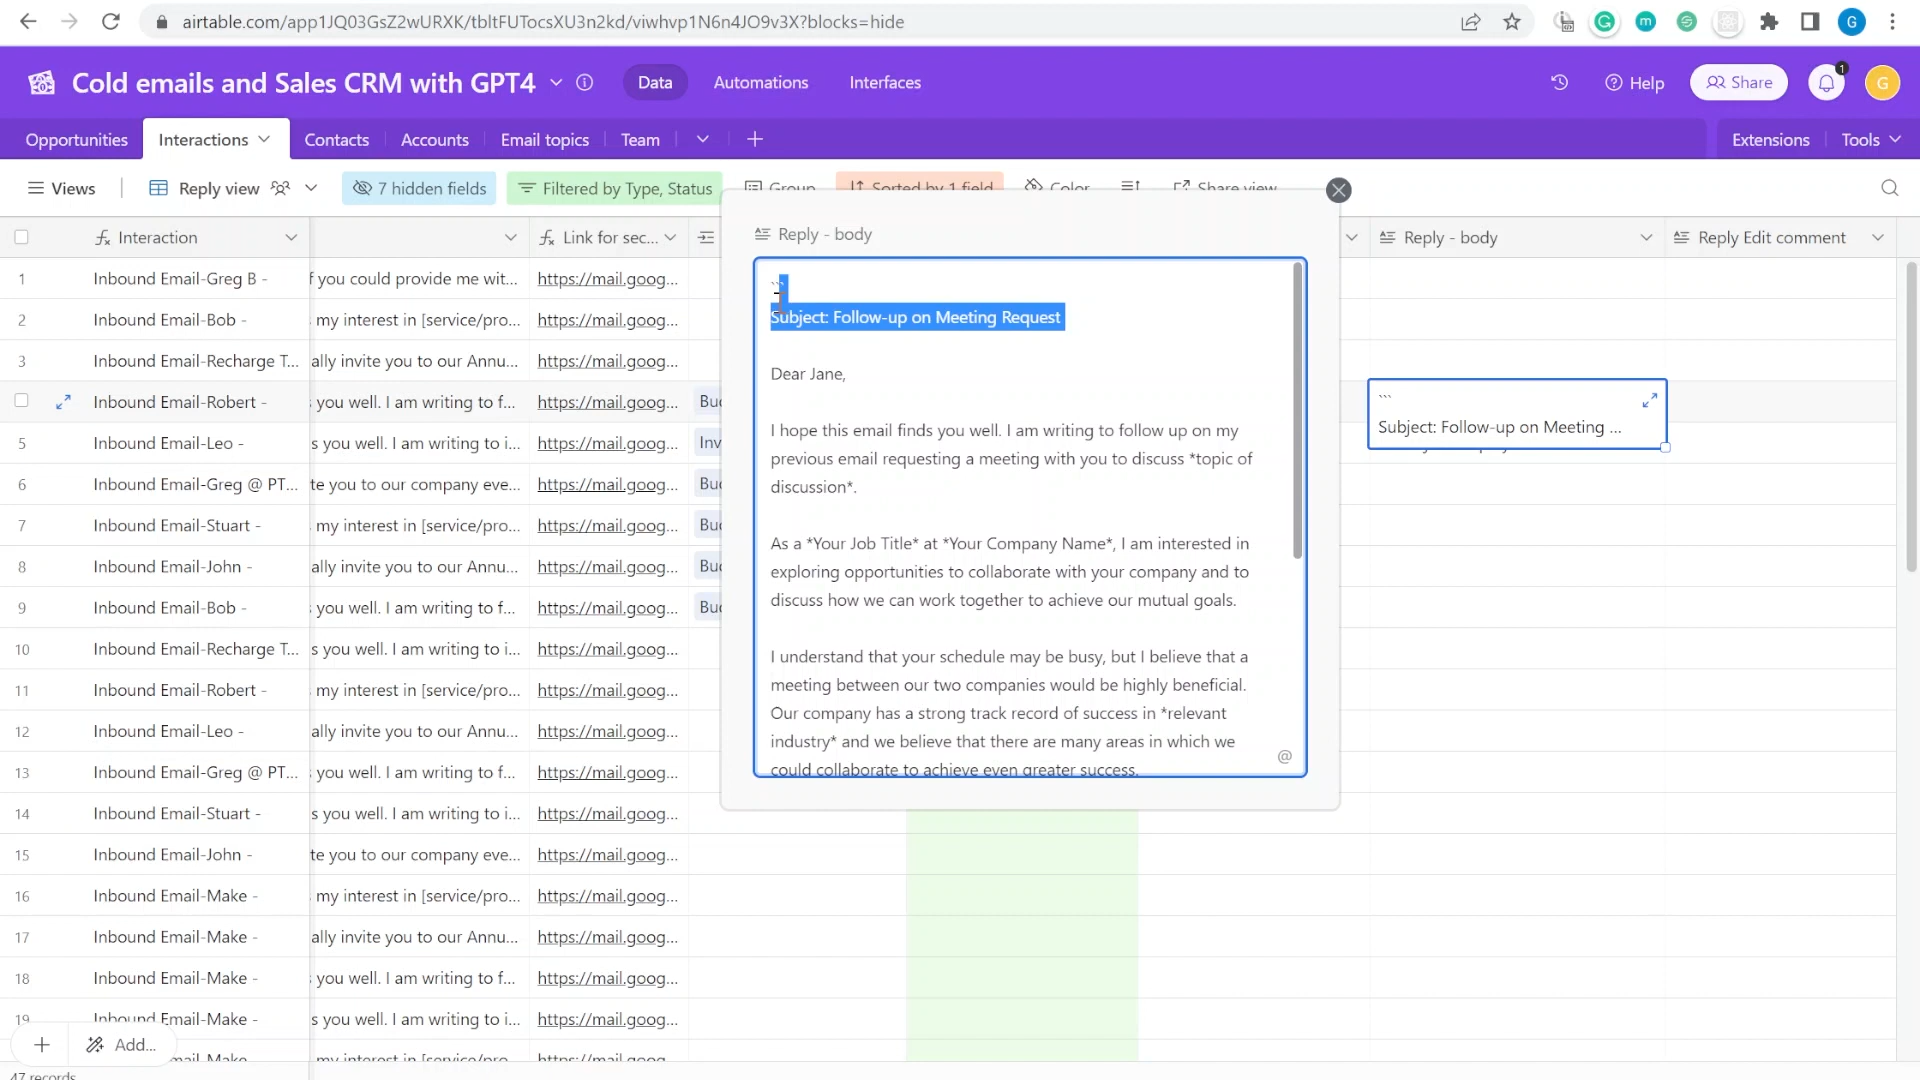 airtable.com/app1JQ03GsZ2wURXK/tbltFUTocsXU3n2kd/viwhvp1N6n4JO9v3X?blocks=hide
G
m
G
Cold emails and Sales CRM with GPT4
Data
Automations
Interfaces
Help
Share
1
G
Opportunities
Interactions
Contacts
Accounts
Email topics
Team
Extensions
Tools
Views
Reply view
7 hidden fields
Filtered by Type, Status
Group
Sorted by 1 field
Color
Share view
Interaction
Link for sec...
Reply - body
Reply Edit comment
1 Inbound Email-Greg B - f you could provide me wit... https://mail.goog...
2 Inbound Email-Bob - my interest in [service/pro... https://mail.goog...
3 Inbound Email-Recharge T... ally invite you to our Annu... https://mail.goog...
Inbound Email-Robert - you well. I am writing to f... https://mail.goog... Buc
5 Inbound Email-Leo - s you well. I am writing to i... https://mail.goog... Inv
6 Inbound Email-Greg @ PT... te you to our company eve... https://mail.goog... Buc
7 Inbound Email-Stuart - my interest in [service/pro... https://mail.goog... Buc
8 Inbound Email-John - ally invite you to our Annu... https://mail.goog... Buc
9 Inbound Email-Bob - s you well. I am writing to f... https://mail.goog... Buc
10 Inbound Email-Recharge T... s you well. I am writing to i... https://mail.goog...
11 Inbound Email-Robert - my interest in [service/pro... https://mail.goog...
12 Inbound Email-Leo - ally invite you to our Annu... https://mail.goog...
13 Inbound Email-Greg @ PT... s you well. I am writing to f... https://mail.goog...
14 Inbound Email-Stuart - s you well. I am writing to i... https://mail.goog...
15 Inbound Email-John - te you to our company eve... https://mail.goog...
16 Inbound Email-Make - my interest in [service/pro... https://mail.goog...
17 Inbound Email-Make - ally invite you to our Annu... https://mail.goog...
18 Inbound Email-Make - s you well. I am writing to f... https://mail.goog...
19 Inbound Email-Make - s you well. I am writing to i... https://mail.goog...
Add...
47 records
Reply - body
```
Subject: Follow-up on Meeting Request
Dear Jane,
I hope this email finds you well. I am writing to follow up on my
previous email requesting a meeting with you to discuss *topic of
discussion*.
As a *Your Job Title* at *Your Company Name*, I am interested in
exploring opportunities to collaborate with your company and to
discuss how we can work together to achieve our mutual goals.
I understand that your schedule may be busy, but I believe that a
meeting between our two companies would be highly beneficial.
Our company has a strong track record of success in *relevant
industry* and we believe that there are many areas in which we
could collaborate to achieve even greater success.
@
```
Subject: Follow-up on Meeting ...